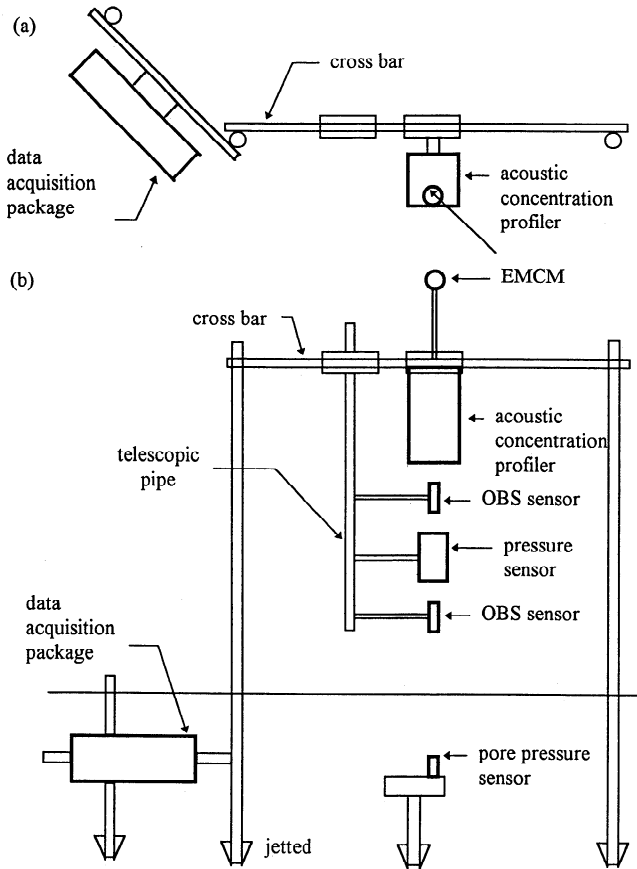 (a)
cross bar
data
acquisition
package
acoustic
concentration
profiler
(b)
EMCM
cross bar
acoustic
concentration
profiler
telescopic
pipe
OBS sensor
pressure
sensor
data
acquisition
package
OBS sensor
pore pressure
sensor
jetted